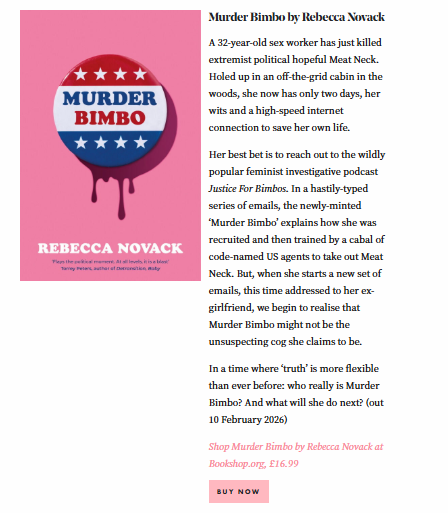 Murder Bimbo by Rebecca Novack
A 32-year-old sex worker has just killed
extremist political hopeful Meat Neck.
Holed up in an off-the-grid cabin in the
woods, she now has only two days, her
wits and a high-speed internet
connection to save her own life.
Her best bet is to reach out to the wildly
popular feminist investigative podcast
Justice For Bimbos. In a hastily-typed
series of emails, the newly-minted
‘Murder Bimbo’ explains how she was
recruited and then trained by a cabal of
code-named US agents to take out Meat
Neck. But, when she starts a new set of
emails, this time addressed to her ex-
girlfriend, we begin to realise that
Murder Bimbo might not be the
unsuspecting cog she claims to be.
In a time where ‘truth’ is more flexible
than ever before: who really is Murder
Bimbo? And what will she do next? (out
10 February 2026)
Shop Murder Bimbo by Rebecca Novack at
Bookshop.org, £16.99
BUY NOW
MURDER
BIMBO
REBECCA NOVACK
‘Plays the political moment. At all levels, it is a blast.’
Torrey Peters, author of Detransition, Baby